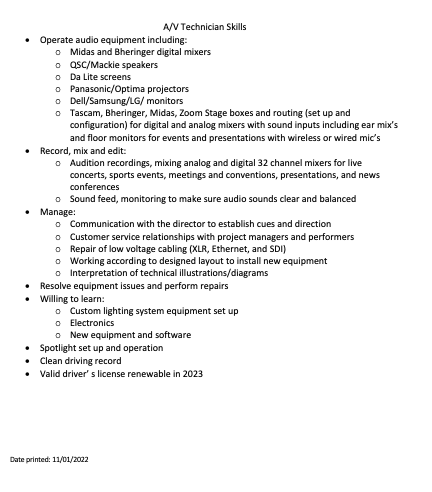 A/V Technician Skills
• Operate audio equipment including:
o Midas and Bheringer digital mixers
o QSC/Mackie speakers
o Da Lite screens
o Panasonic/Optima projectors
o Dell/Samsung/LG/ monitors
o Tascam, Bheringer, Midas, Zoom Stage boxes and routing (set up and
configuration) for digital and analog mixers with sound inputs including ear mix's
and floor monitors for events and presentations with wireless or wired mic's
• Record, mix and edit:
o Audition recordings, mixing analog and digital 32 channel mixers for live
concerts, sports events, meetings and conventions, presentations, and news
conferences
o Sound feed, monitoring to make sure audio sounds clear and balanced
• Manage:
o Communication with the director to establish cues and direction
o Customer service relationships with project managers and performers
o Repair of low voltage cabling (XLR, Ethernet, and SDI)
o Working according to designed layout to install new equipment
o Interpretation of technical illustrations/diagrams
• Resolve equipment issues and perform repairs
• Willing to learn:
o Custom lighting system equipment set up
o Electronics
o New equipment and software
• Spotlight set up and operation
• Clean driving record
• Valid driver' s license renewable in 2023
Date printed: 11/01/2022